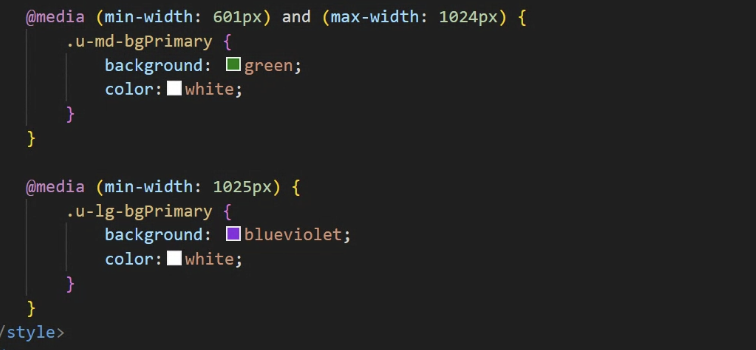 @media (min-width: 601px) and (max-width: 1024px) {
.u-md-bgPrimary {
background: green;
color: white;
}
}
@media (min-width: 1025px) {
.u-lg-bgPrimary {
background: blueviolet;
color: white;
}
}
/style>